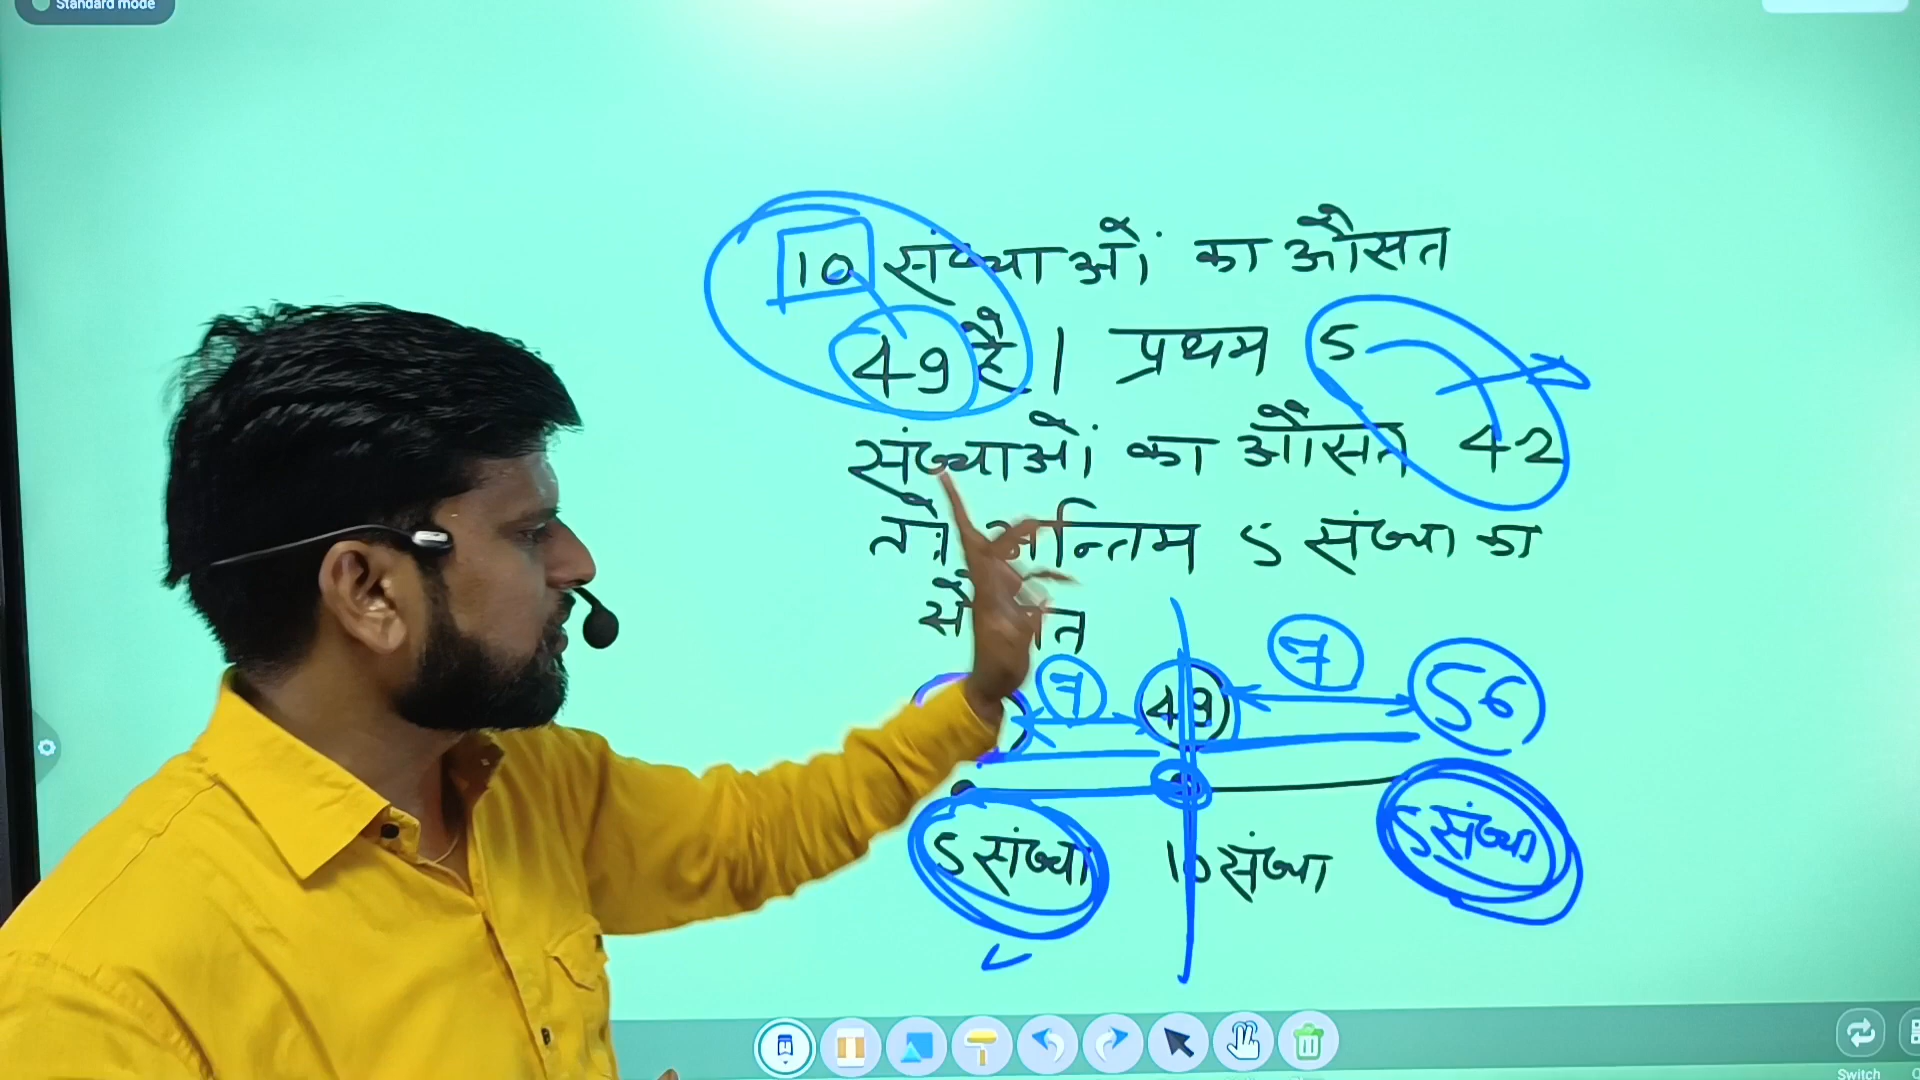 Standard mode
10 संख्याओं का औसत
49 है। प्रथम 5
संख्याओं का औसत 42
तो अन्तिम 5 संख्या का
7 49 7 56
5 संख्या 10 संख्या 5 संख्या
Switch